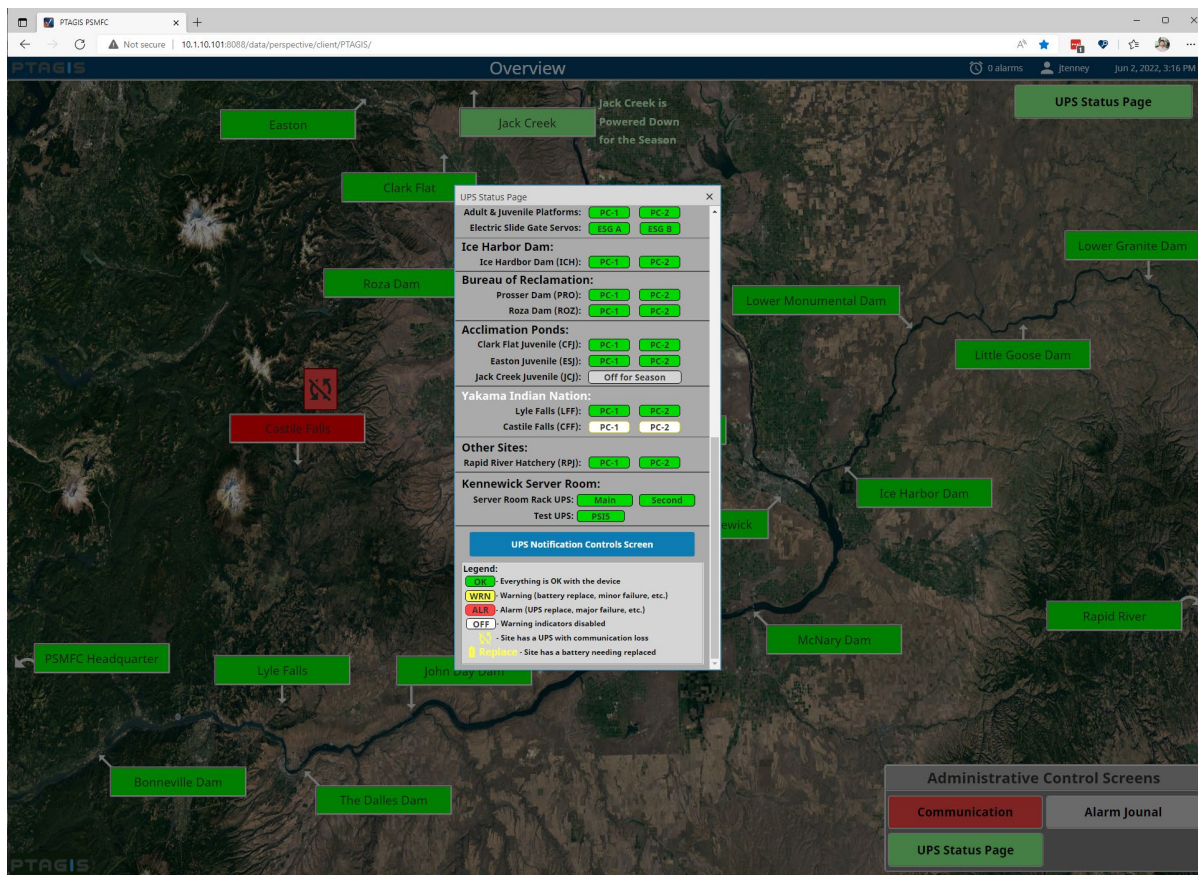 PTAGIS PSMFC
Not secure 10.1.10.101:8088/data/perspective/client/PTAGIS/
PTAGIS
Overview
0 alarms
jtenney
Jun 2, 2022, 3:16 PM
UPS Status Page
Easton
Jack Creek
Jack Creek is
Powered Down
for the Season
Clark Flat
Roza Dam
Castile Falls
Lower Granite Dam
Lower Monumental Dam
Little Goose Dam
Ice Harbor Dam
wick
McNary Dam
Rapid River
PSMFC Headquarter
Lyle Falls
John Day Dam
Bonneville Dam
The Dalles Dam
UPS Status Page
Adult & Juvenile Platforms: PC-1 PC-2
Electric Slide Gate Servos: ESG A ESG B
Ice Harbor Dam:
Ice Hardbor Dam (ICH): PC-1 PC-2
Bureau of Reclamation:
Prosser Dam (PRO): PC-1 PC-2
Roza Dam (ROZ): PC-1 PC-2
Acclimation Ponds:
Clark Flat Juvenile (CFJ): PC-1 PC-2
Easton Juvenile (ESJ): PC-1 PC-2
Jack Creek Juvenile (JCJ): Off for Season
Yakama Indian Nation:
Lyle Falls (LFF): PC-1 PC-2
Castile Falls (CFF): PC-1 PC-2
Other Sites:
Rapid River Hatchery (RPJ): PC-1 PC-2
Kennewick Server Room:
Server Room Rack UPS: Main Second
Test UPS: PSI5
UPS Notification Controls Screen
Legend:
OK - Everything is OK with the device
WRN - Warning (battery replace, minor failure, etc.)
ALR - Alarm (UPS replace, major failure, etc.)
OFF - Warning indicators disabled
- Site has a UPS with communication loss
Replace - Site has a battery needing replaced
Administrative Control Screens
Communication
Alarm Jounal
UPS Status Page
PTAGIS